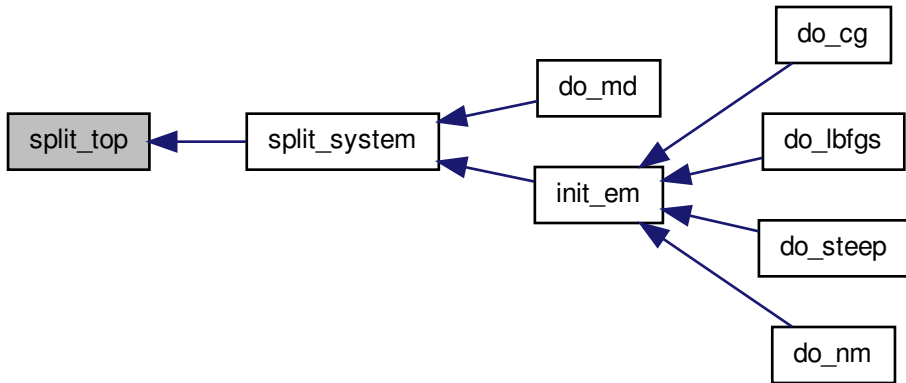 split_top
split_system
do_md
init_em
do_cg
do_lbfgs
do_steep
do_nm